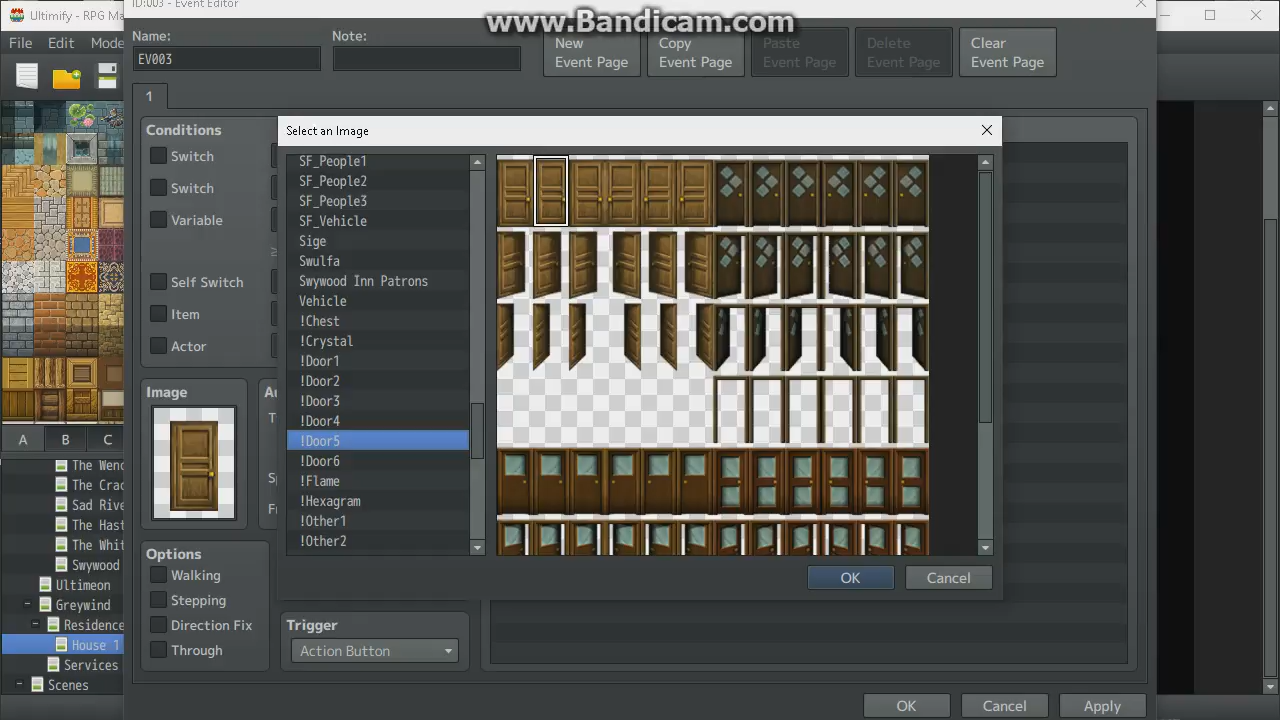 ID:003 - Event Editor
www.Bandicam.com
Ultimify - RPG Ma
File Edit Mode
Name:
EV003
Note:
New
Event Page
Copy
Event Page
Paste
Event Page
Delete
Event Page
Clear
Event Page
1
Conditions
Switch
Switch
Variable
Self Switch
Item
Actor
Image
Options
Walking
Stepping
Direction Fix
Through
Select an Image
SF_People1
SF_People2
SF_People3
SF_Vehicle
Sige
Swulfa
Swywood Inn Patrons
Vehicle
!Chest
!Crystal
!Door1
!Door2
!Door3
!Door4
!Door5
!Door6
!Flame
!Hexagram
!Other1
!Other2
OK
Cancel
Trigger
Action Button
A B C
The Wend
The Crac
Sad Rive
The Hast
The Whit
Swywood
Ultimeon
Greywind
Residence
House 1
Services
Scenes
OK
Cancel
Apply